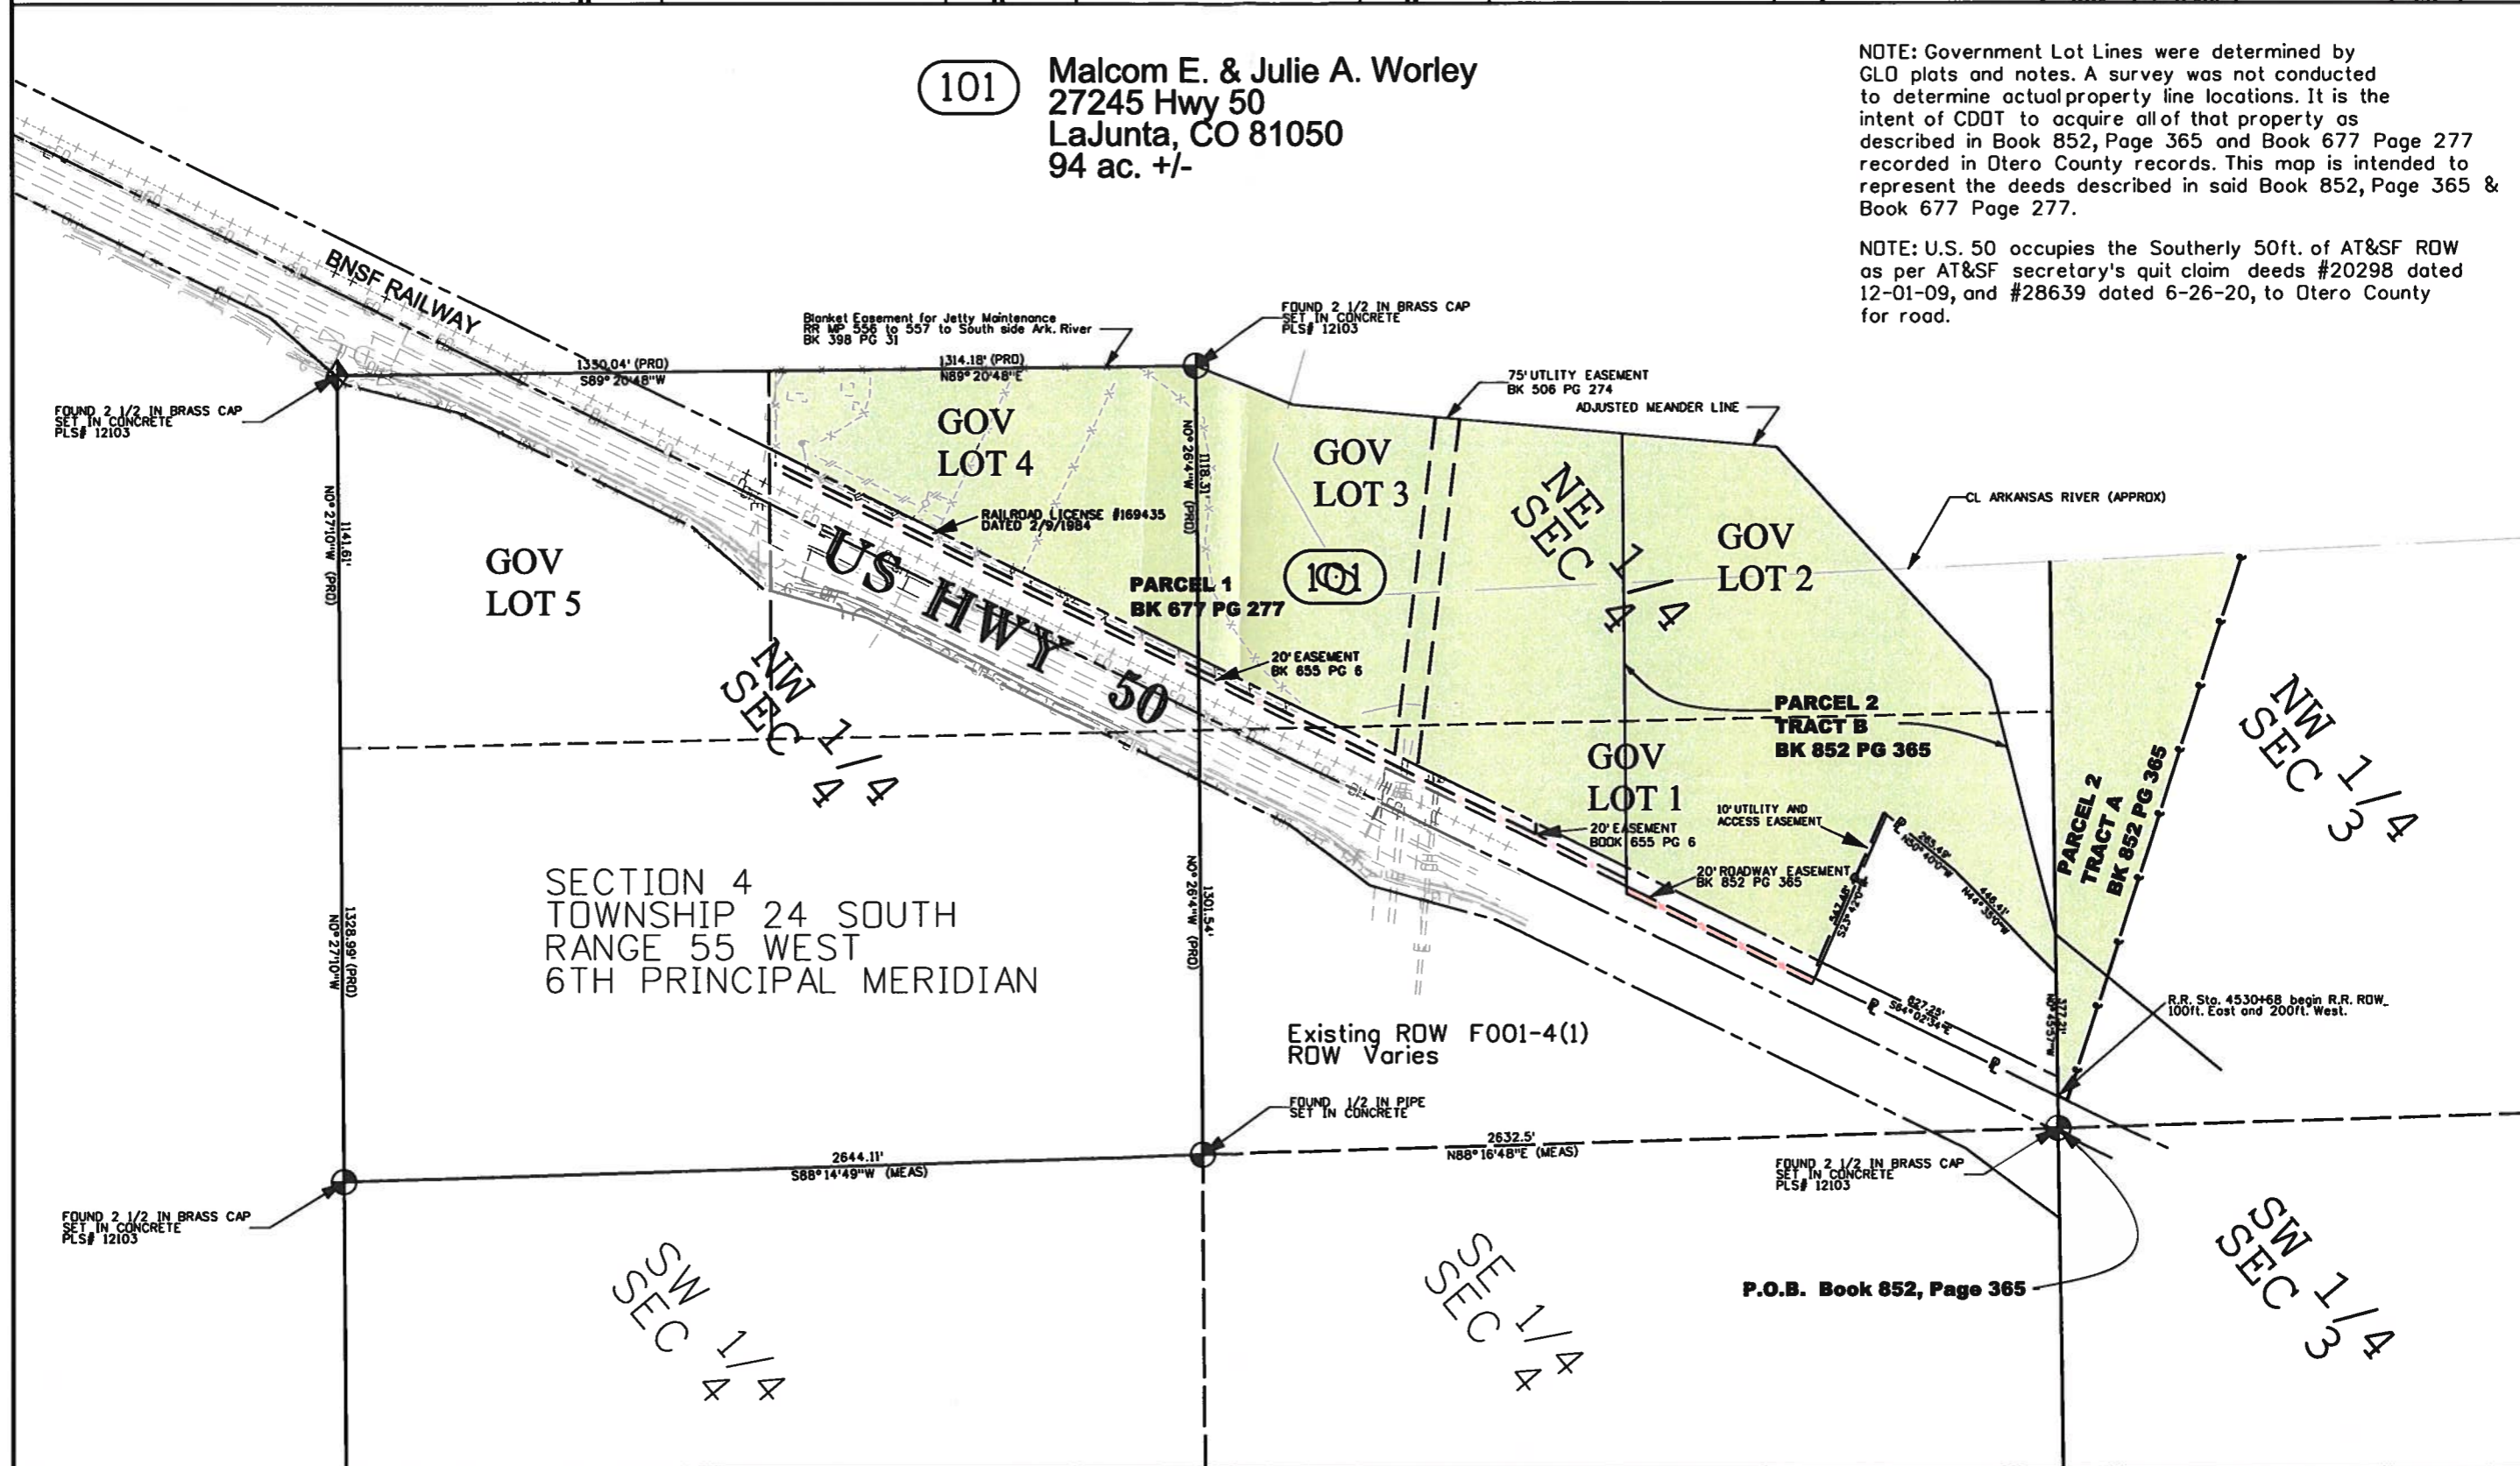 101
Malcom E. & Julie A. Worley
27245 Hwy 50
LaJunta, CO 81050
94 ac. +/-
NOTE: Government Lot Lines were determined by
GLO plats and notes. A survey was not conducted
to determine actual property line locations. It is the
intent of CDOT to acquire all of that property as
described in Book 852, Page 365 and Book 677 Page 277
recorded in Otero County records. This map is intended to
represent the deeds described in said Book 852, Page 365 &
Book 677 Page 277.
NOTE: U.S. 50 occupies the Southerly 50ft. of AT&SF ROW
as per AT&SF secretary's quit claim deeds #20298 dated
12-01-09, and #28639 dated 6-26-20, to Otero County
for road.
BNSF RAILWAY
Blanket Easement for Jetty Maintenance
RR MP 556 to 557 to South side Ark. River
BK 398 PG 31
FOUND 2 1/2 IN BRASS CAP
SET IN CONCRETE
PLS# 12103
1330.04' (PRO)
S89° 20'48"W
1314.18' (PRO)
N89° 20'48"E
75' UTLITY EASEMENT
BK 506 PG 274
ADJUSTED MEANDER LINE
FOUND 2 1/2 IN BRASS CAP
SET IN CONCRETE
PLS# 12103
GOV
LOT 4
GOV
LOT 3
NE 1/4
SEC 4
GOV
LOT 2
CL ARKANSAS RIVER (APPROX)
N0° 26'4"W (PRO)
1118.31'
N0° 27'10"W (PRO)
1141.61'
RAILROAD LICENSE #169435
DATED 2/9/1984
GOV
LOT 5
US HWY 50
PARCEL 1
BK 677 PG 277
101
20' EASEMENT
BK 655 PG 6
NW 1/4
SEC 4
PARCEL 2
TRACT B
BK 852 PG 365
NW 1/4
SEC 3
PARCEL 2
TRACT A
BK 852 PG 365
GOV
LOT 1
10' UTILITY AND
ACCESS EASEMENT
20' EASEMENT
BOOK 655 PG 6
20' ROADWAY EASEMENT
BK 852 PG 365
N50° 40'0"W
446.41'
N44° 35'0"W
S23° 42'0"W
SECTION 4
TOWNSHIP 24 SOUTH
RANGE 55 WEST
6TH PRINCIPAL MERIDIAN
1328.99' (PRO)
N0° 27'10"W
N0° 26'4"W (PRO)
1301.54'
827.25'
S64° 02'34"E
377.21'
R.R. Sta. 4530+68 begin R.R. ROW
100ft. East and 200ft. West.
Existing ROW F001-4(1)
ROW Varies
FOUND 1/2 IN PIPE
SET IN CONCRETE
2644.11'
S88° 14'49"W (MEAS)
2632.5'
N88° 16'48"E (MEAS)
FOUND 2 1/2 IN BRASS CAP
SET IN CONCRETE
PLS# 12103
FOUND 2 1/2 IN BRASS CAP
SET IN CONCRETE
PLS# 12103
P.O.B. Book 852, Page 365
SW 1/4
SEC 4
SE 1/4
SEC 4
SW 1/4
SEC 3